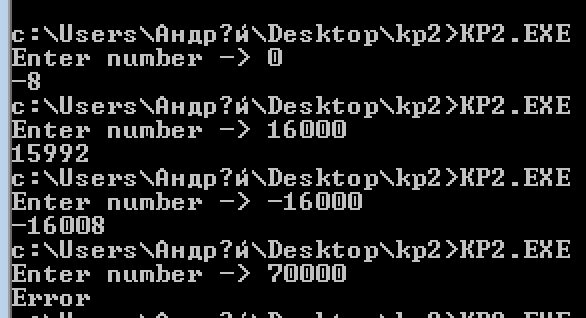 c:\Users\Андр?й\Desktop\kp2>KP2.EXE
Enter number -> 0
-8
c:\Users\Андр?й\Desktop\kp2>KP2.EXE
Enter number -> 16000
15992
c:\Users\Андр?й\Desktop\kp2>KP2.EXE
Enter number -> -16000
-16008
c:\Users\Андр?й\Desktop\kp2>KP2.EXE
Enter number -> 70000
Error